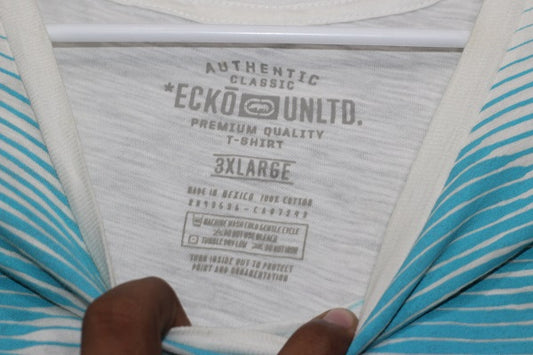 AUTHENTIC
CLASSIC
*ECKŌ UNLTD.
PREMIUM QUALITY
T-SHIRT
3XLARGE
MADE IN MEXICO 100% COTTON
MACHINE WASH COLD GENTLE CYCLE
DO NOT USE BLEACH
TUMBLE DRY LOW DO NOT IRON
TURN INSIDE OUT TO PROTECT
PRINT AND ORNAMENTATION